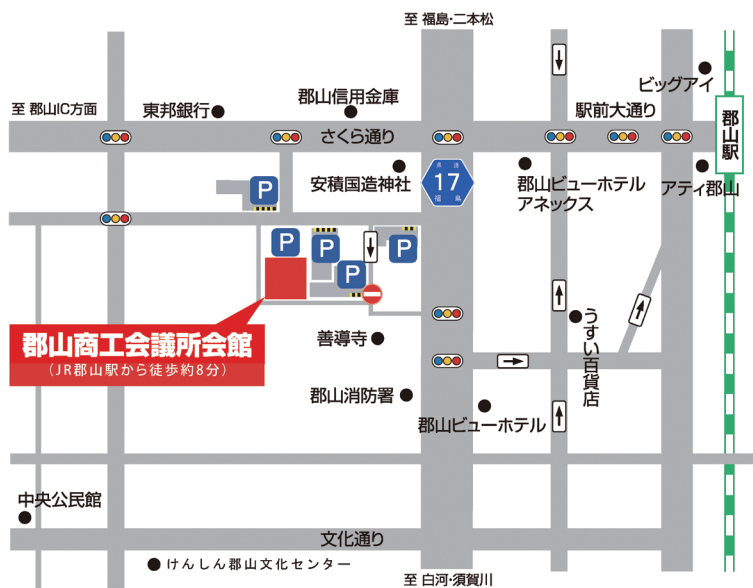 至 福島・二本松
ビッグアイ
郡山信用金庫
至 郡山IC方面
東邦銀行
駅前大通り
郡山駅
さくら通り
県道
17
福島
安積国造神社
郡山ビューホテル
アネックス
アティ郡山
P
P
P
P
P
郡山商工会議所会館
(JR郡山駅から徒歩約8分)
善導寺
うすい百貨店
郡山消防署
郡山ビューホテル
中央公民館
文化通り
けんしん郡山文化センター
至 白河・須賀川